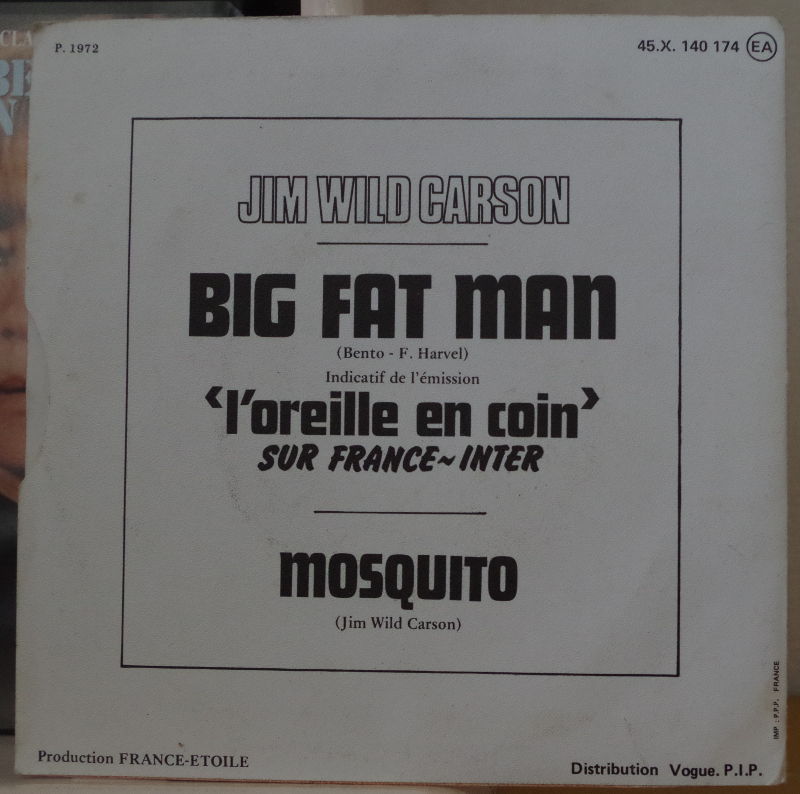 P. 1972
45.X. 140 174 EA
JIM WILD CARSON
BIG FAT MAN
(Bento - F. Harvel)
Indicatif de l'émission
‹l'oreille en coin›
SUR FRANCE~INTER
MOSQUITO
(Jim Wild Carson)
IMP : P.P.P. FRANCE
Production FRANCE-ETOILE
Distribution Vogue. P.I.P.